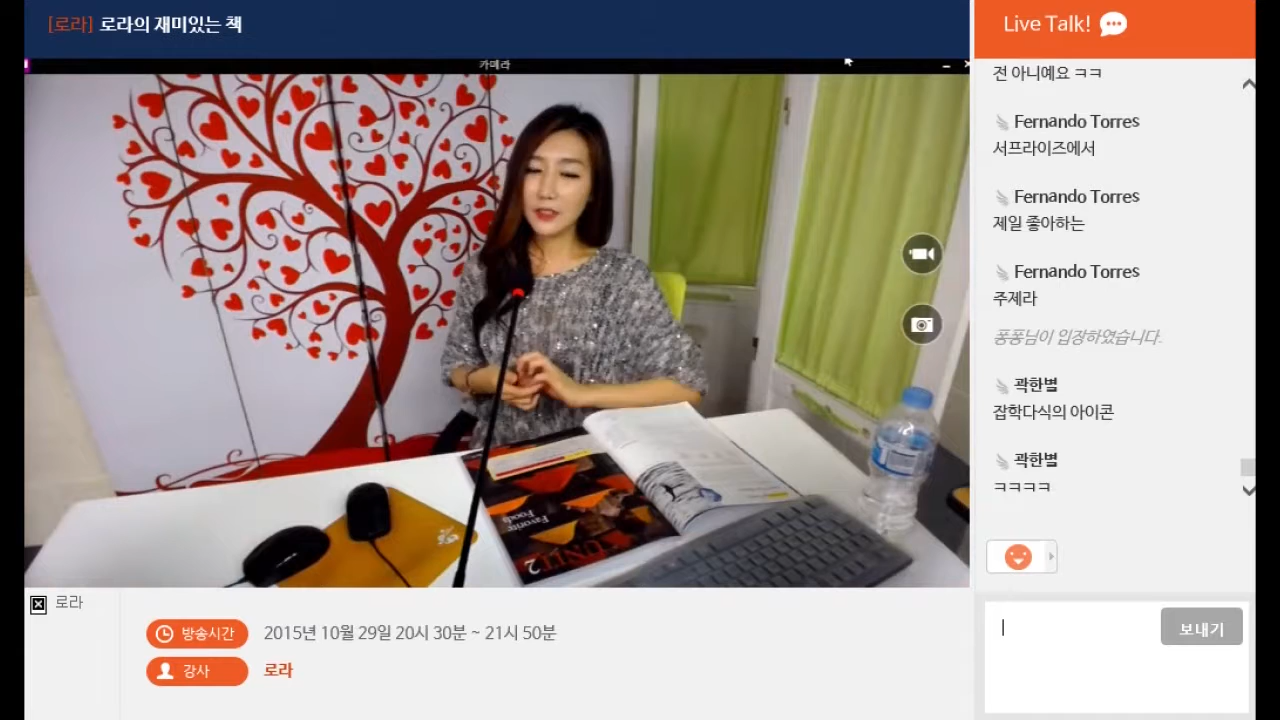 [로라] 로라의 재미있는 책
카메라
Favorite
Foods
UNIT 2
로라
방송시간 2015년 10월 29일 20시 30분 ~ 21시 50분
강사 로라
Live Talk!
전 아니예요 ㅋㅋ
Fernando Torres
서프라이즈에서
Fernando Torres
제일 좋아하는
Fernando Torres
주제라
퐁퐁님이 입장하였습니다.
곽한별
잡학다식의 아이콘
곽한별
ㅋㅋㅋㅋ
보내기